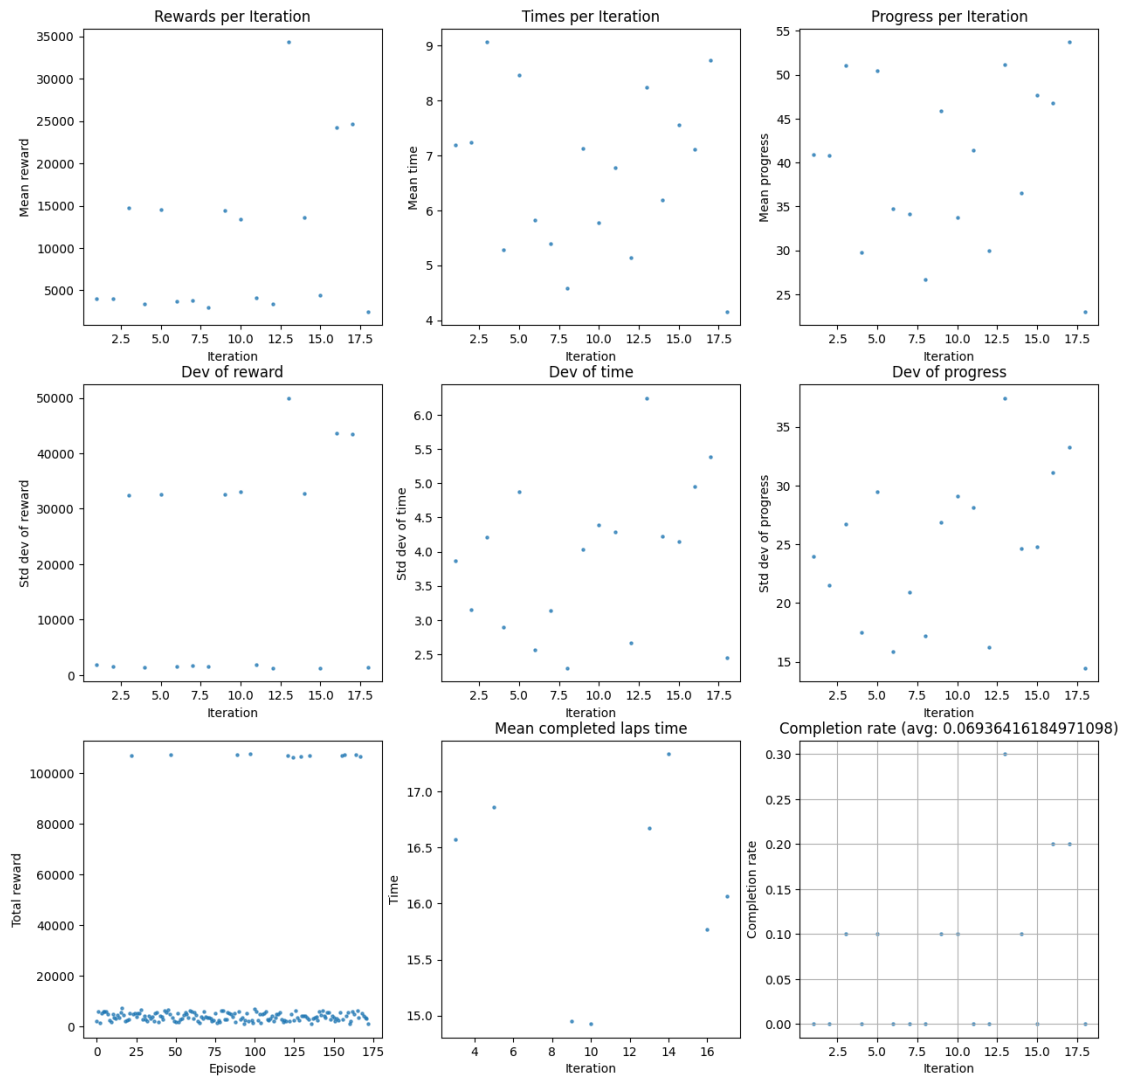 Rewards per Iteration
35000
30000
25000
20000
15000
10000
5000
Mean reward
2.5 5.0 7.5 10.0 12.5 15.0 17.5
Iteration
Times per Iteration
9
8
7
6
5
4
Mean time
2.5 5.0 7.5 10.0 12.5 15.0 17.5
Iteration
Progress per Iteration
55
50
45
40
35
30
25
Mean progress
2.5 5.0 7.5 10.0 12.5 15.0 17.5
Iteration
Dev of reward
50000
40000
30000
20000
10000
0
Std dev of reward
2.5 5.0 7.5 10.0 12.5 15.0 17.5
Iteration
Dev of time
6.0
5.5
5.0
4.5
4.0
3.5
3.0
2.5
Std dev of time
2.5 5.0 7.5 10.0 12.5 15.0 17.5
Iteration
Dev of progress
35
30
25
20
15
Std dev of progress
2.5 5.0 7.5 10.0 12.5 15.0 17.5
Iteration
100000
80000
60000
40000
20000
0
Total reward
0 25 50 75 100 125 150 175
Episode
Mean completed laps time
17.0
16.5
16.0
15.5
15.0
Time
4 6 8 10 12 14 16
Iteration
Completion rate (avg: 0.06936416184971098)
0.30
0.25
0.20
0.15
0.10
0.05
0.00
Completion rate
2.5 5.0 7.5 10.0 12.5 15.0 17.5
Iteration